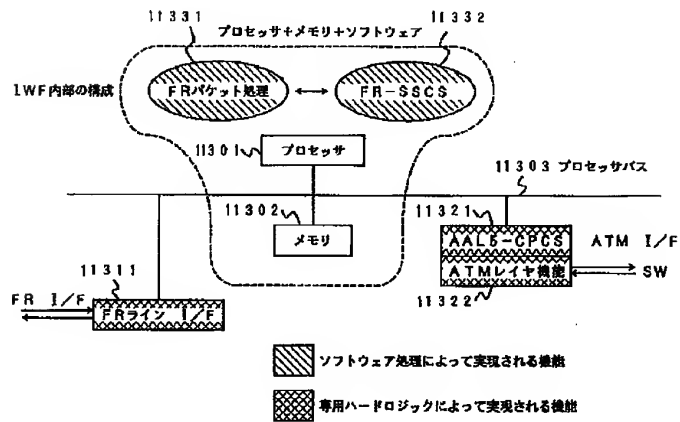 11331
11332
プロセッサ+メモリ+ソフトウェア
IWF内部の構成
FRパケット処理
FR-SSCS
11301
プロセッサ
11303 プロセッサバス
11302
メモリ
11321
AAL5-CPCS
ATM I/F
ATMレイヤ機能
SW
11322
11311
FR I/F
FRライン I/F
ソフトウェア処理によって実現される機能
専用ハードロジックによって実現される機能